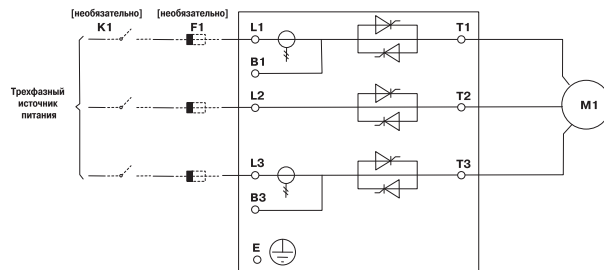 [необязательно] [необязательно]
K1 F1 L1 T1
B1
Трехфазный
источник
питания
L2 T2
M1
L3 T3
B3
E